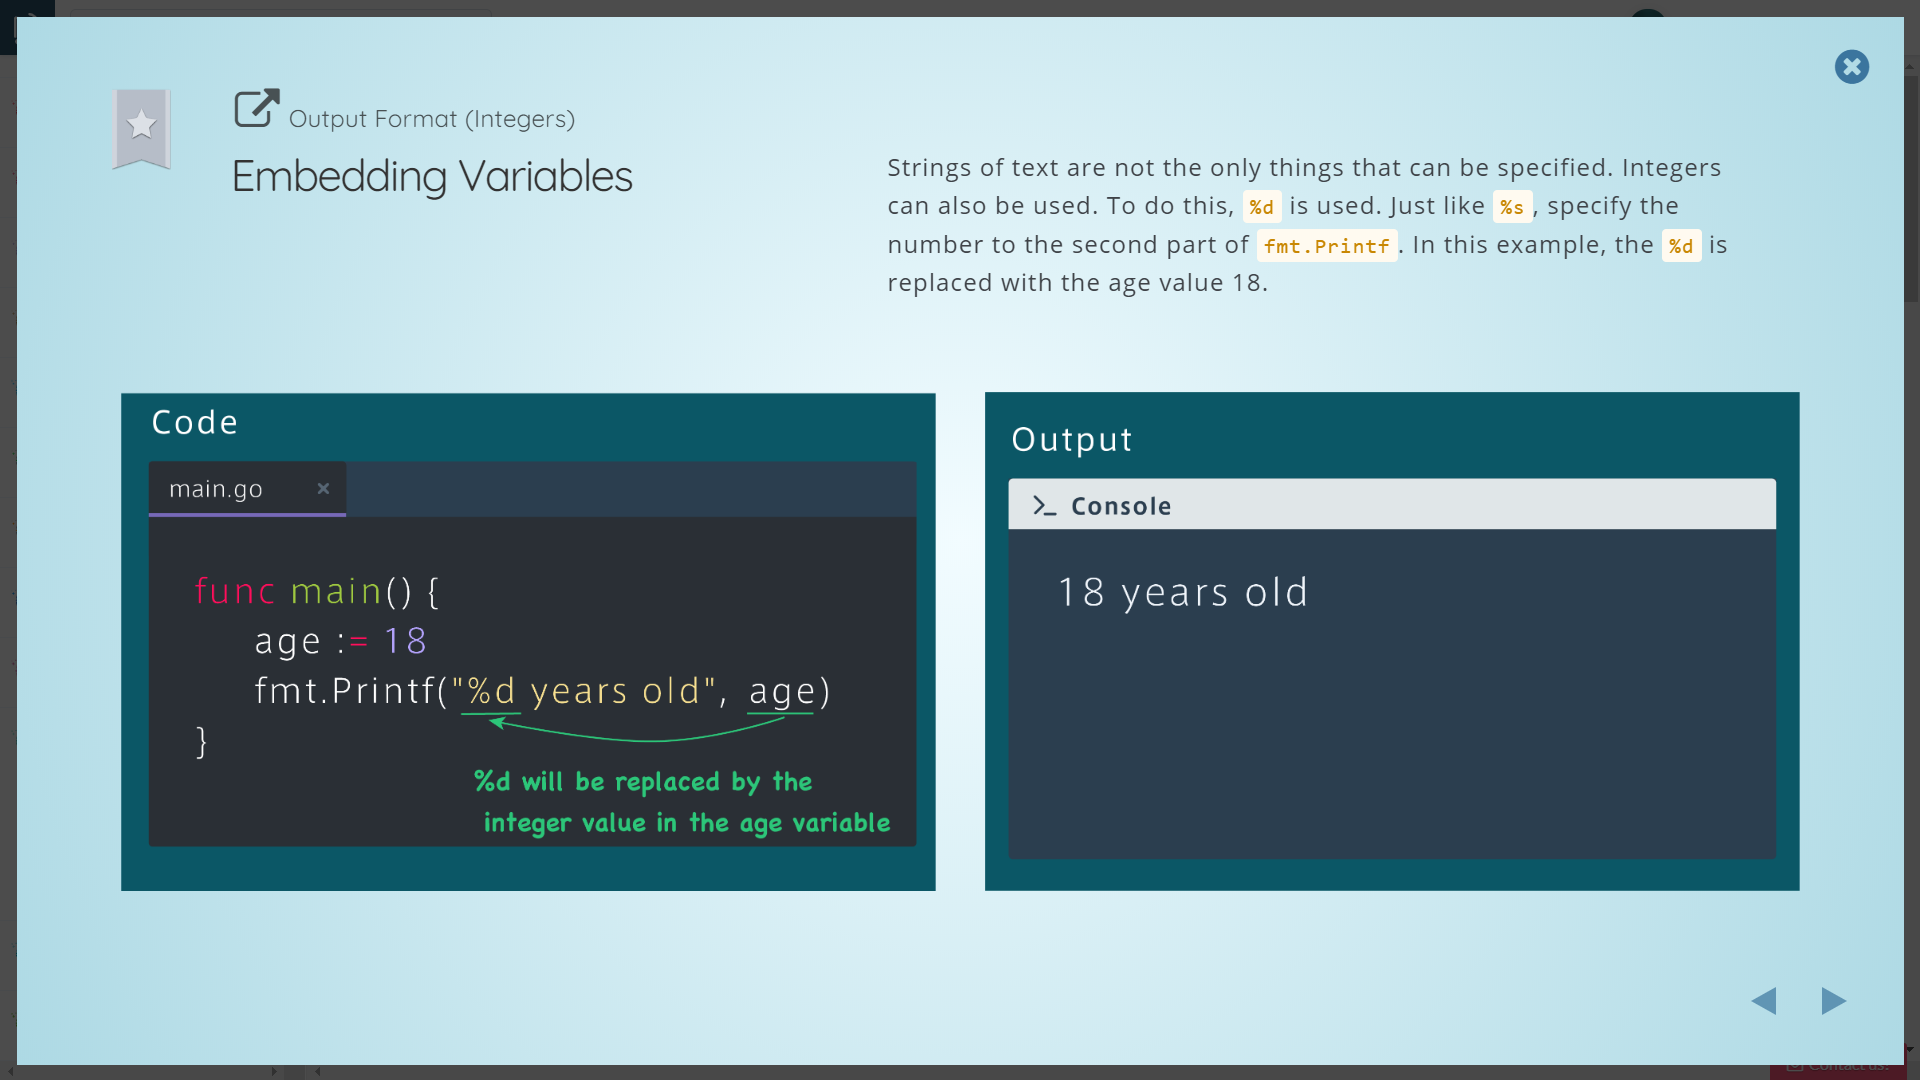 Output Format (Integers)
Embedding Variables
Strings of text are not the only things that can be specified. Integers
can also be used. To do this, %d is used. Just like %s, specify the
number to the second part of fmt.Printf. In this example, the %d is
replaced with the age value 18.
Code
main.go ×
func main() {
age := 18
fmt.Printf("%d years old", age)
}
%d will be replaced by the
integer value in the age variable
Output
>_ Console
18 years old
Contact us!